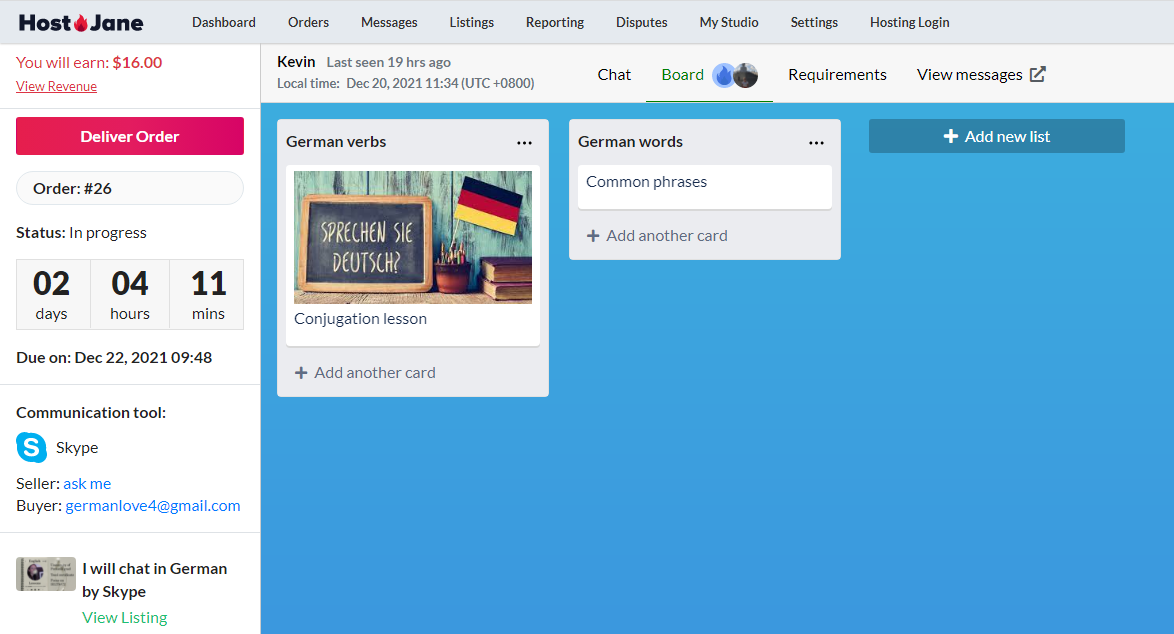 Host Jane
Dashboard
Orders
Messages
Listings
Reporting
Disputes
My Studio
Settings
Hosting Login
You will earn: $16.00
View Revenue
Deliver Order
Order: #26
Status: In progress
02 04 11
days hours mins
Due on: Dec 22, 2021 09:48
Communication tool:
S Skype
Seller: ask me
Buyer: germanlove4@gmail.com
I will chat in German
by Skype
View Listing
Kevin Last seen 19 hrs ago
Local time: Dec 20, 2021 11:34 (UTC +0800)
Chat
Board
Requirements
View messages
German verbs
SPRECHEN SIE
DEUTSCH?
Conjugation lesson
Add another card
German words
Common phrases
Add another card
Add new list